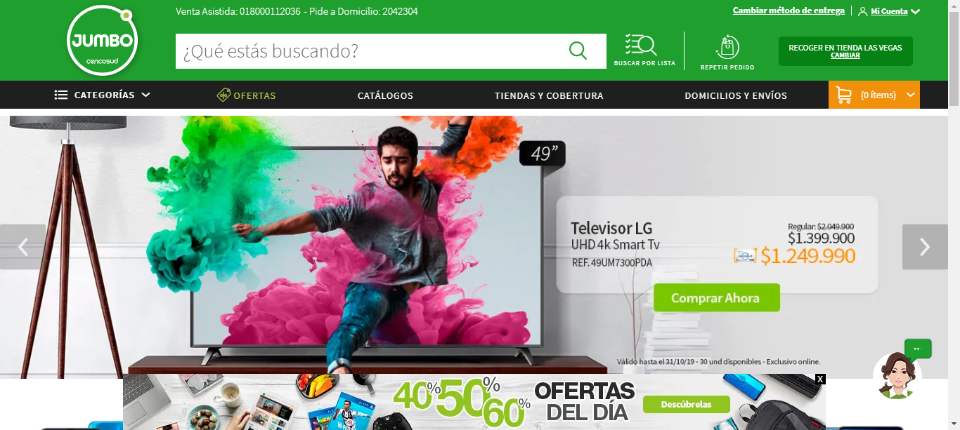 Venta Asistida: 018000112036 - Pide a Domicilio: 2042304
Cambiar método de entrega
Mi Cuenta
JUMBO
cencosud
¿Qué estás buscando?
BUSCAR POR LISTA
REPETIR PEDIDO
RECOGER EN TIENDA LAS VEGAS
CAMBIAR
CATEGORÍAS
OFERTAS
CATÁLOGOS
TIENDAS Y COBERTURA
DOMICILIOS Y ENVÍOS
(0 ítems)
49”
Televisor LG
UHD 4k Smart Tv
REF. 49UM7300PDA
Regular: $2.049.900
$1.399.900
$1.249.990
Comprar Ahora
Válido hasta el 31/10/19 - 30 und disponibles - Exclusivo online.
40% 50% 60%
OFERTAS
DEL DÍA
Descúbrelas
X